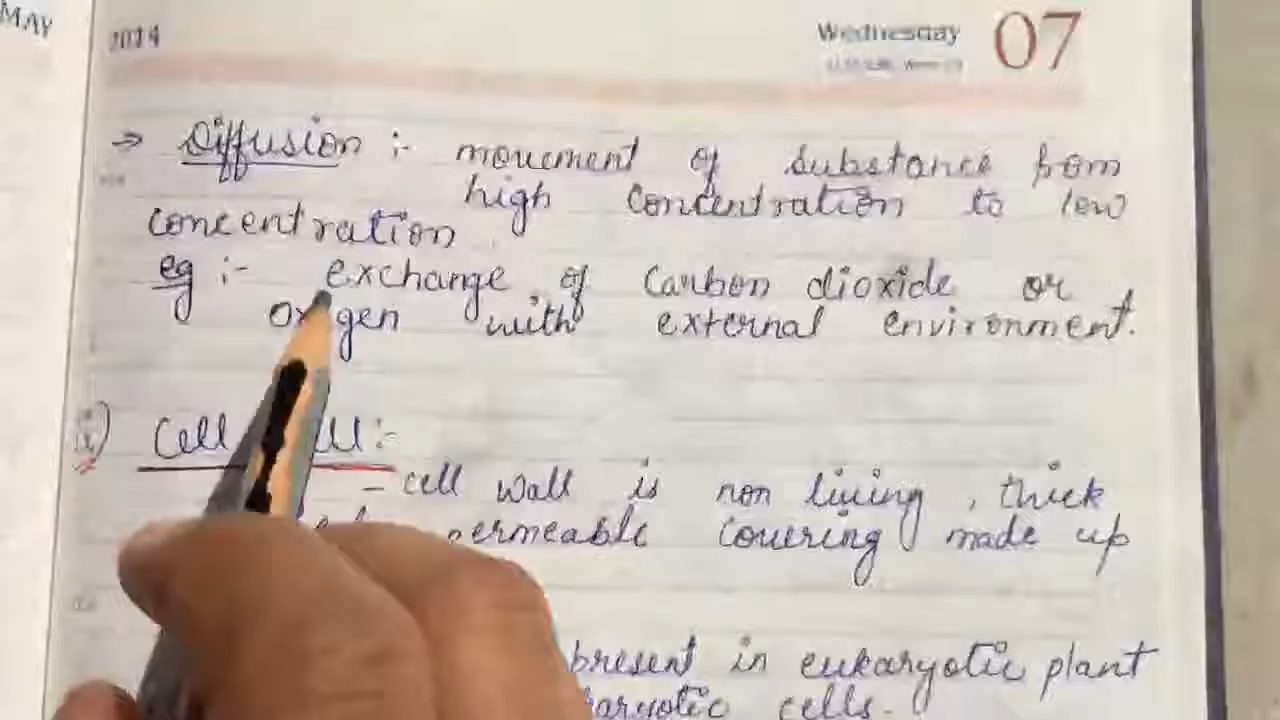 MAY
2014
Wednesday 07
⇒ Diffusion :- movement of substance from
high concentration to low
concentration
eg :- exchange of Carbon dioxide or
oxygen with external environment.
Cell :-
- cell wall is non living , thick
permeable covering made up
present in eukaryotic plant
cells.